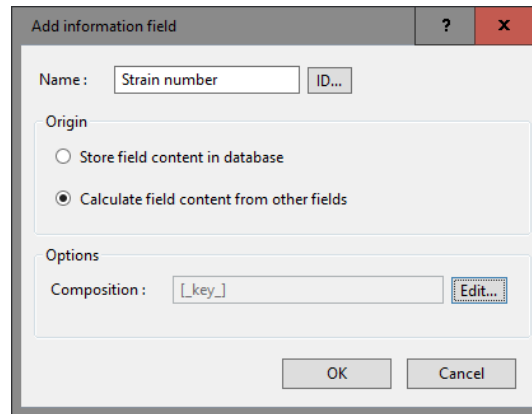 Add information field
? x
Name : Strain number ID...
Origin
Store field content in database
Calculate field content from other fields
Options
Composition : [_key_] Edit...
OK Cancel